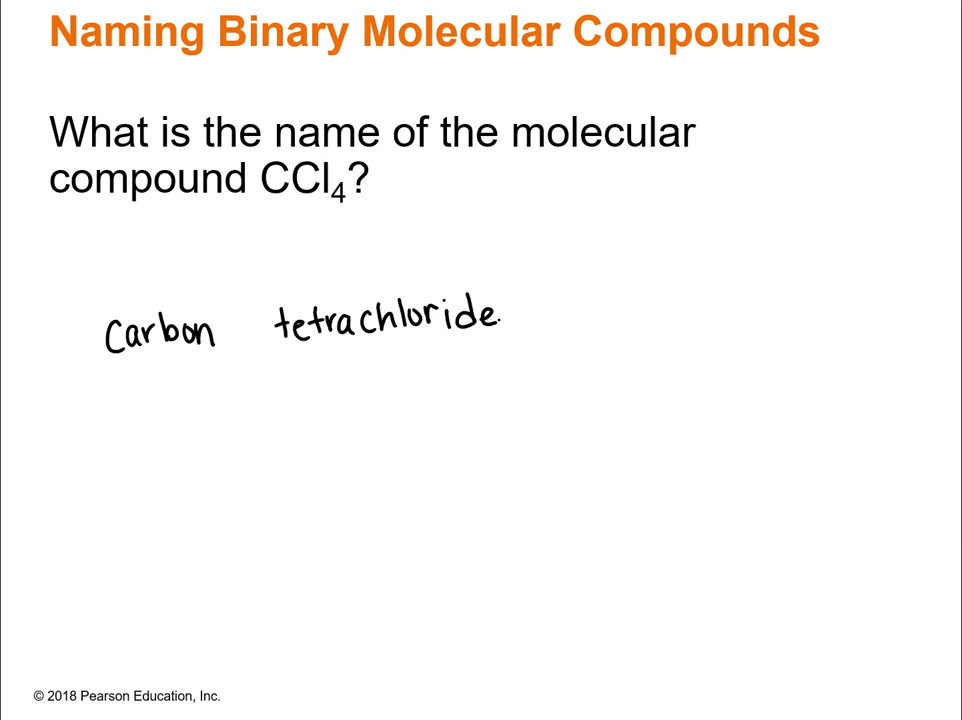 Naming Binary Molecular Compounds
What is the name of the molecular
compound CCl₄?
Carbon tetrachloride.
© 2018 Pearson Education, Inc.